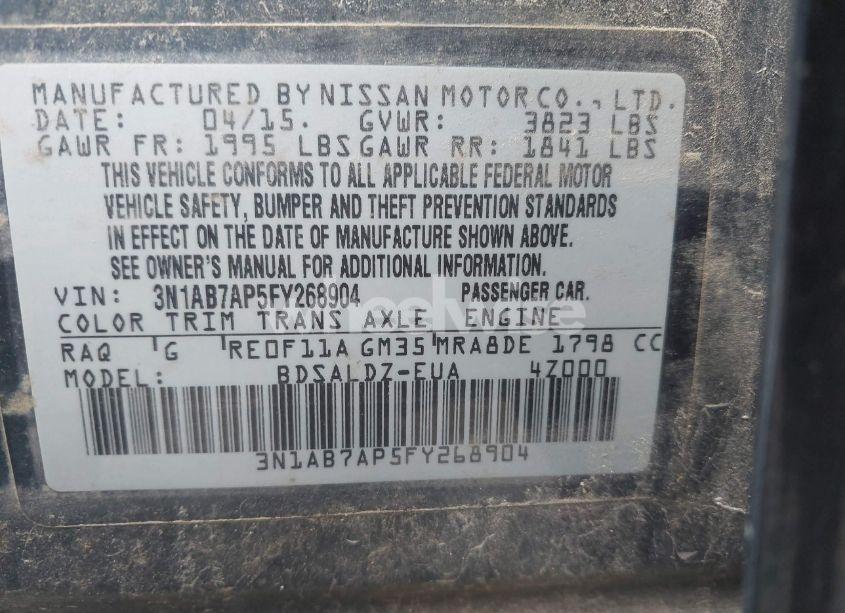 MANUFACTURED BY NISSAN MOTOR CO., LTD.
DATE: 04/15. GVWR: 3823 LBS
GAWR FR: 1995 LBS GAWR RR: 1841 LBS
THIS VEHICLE CONFORMS TO ALL APPLICABLE FEDERAL MOTOR
VEHICLE SAFETY, BUMPER AND THEFT PREVENTION STANDARDS
IN EFFECT ON THE DATE OF MANUFACTURE SHOWN ABOVE.
SEE OWNER'S MANUAL FOR ADDITIONAL INFORMATION.
VIN: 3N1AB7AP5FY268904 PASSENGER CAR.
COLOR TRIM TRANS AXLE ENGINE
RAQ G RE0F11A GM35 MRA8DE 1798 CC
MODEL: BDSALDZ-EUA 4Z000
3N1AB7AP5FY268904